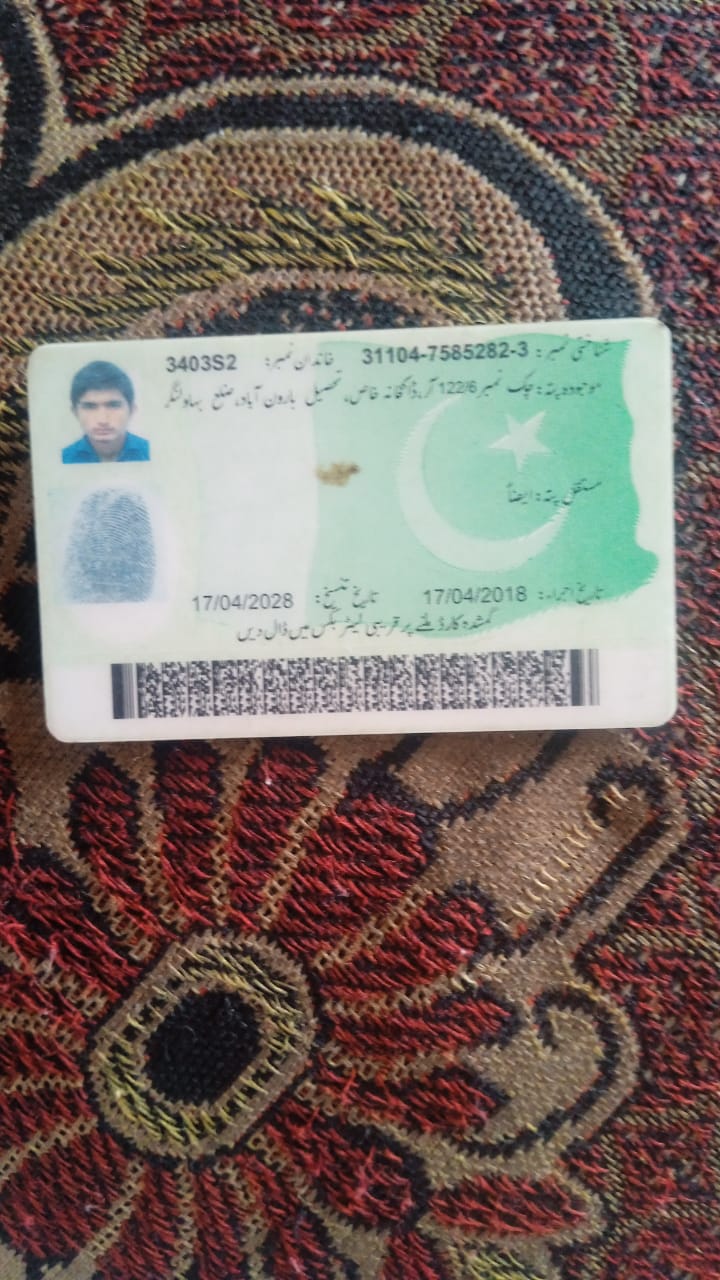 شناختی نمبر: 31104-7585282-3 خاندان نمبر: 3403S2
موجودہ پتہ: چک نمبر 122/6 آر، ڈاکخانہ خاص، تحصیل ہارون آباد، ضلع بہاولنگر
مستقل پتہ: ایضاً
تاریخ اجراء: 17/04/2018 تاریخ تنسیخ: 17/04/2028
گمشدہ کارڈ ملنے پر قریبی لیٹر بکس میں ڈال دیں